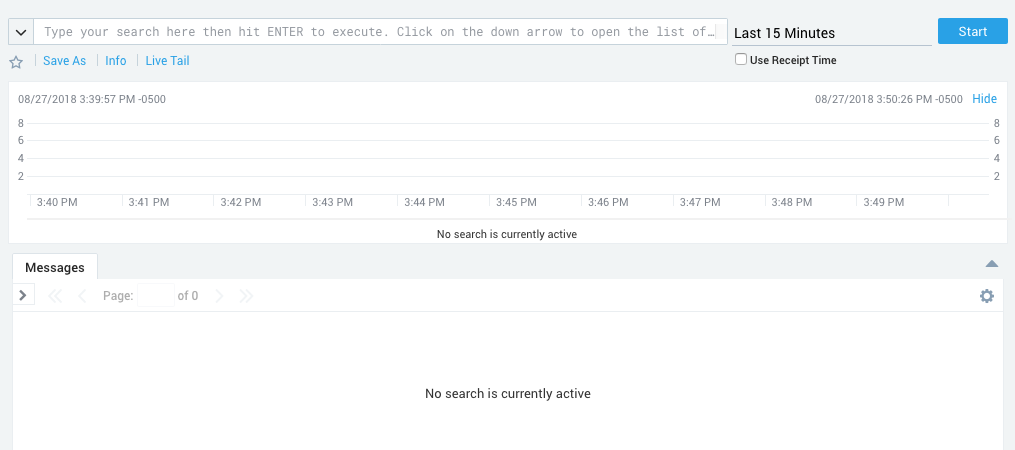 Type your search here then hit ENTER to execute. Click on the down arrow to open the list of…
Last 15 Minutes
Start
Save As
Info
Live Tail
Use Receipt Time
08/27/2018 3:39:57 PM -0500
08/27/2018 3:50:26 PM -0500
Hide
8 8
6 6
4 4
2 2
3:40 PM 3:41 PM 3:42 PM 3:43 PM 3:44 PM 3:45 PM 3:46 PM 3:47 PM 3:48 PM 3:49 PM
No search is currently active
Messages
Page: of 0
No search is currently active